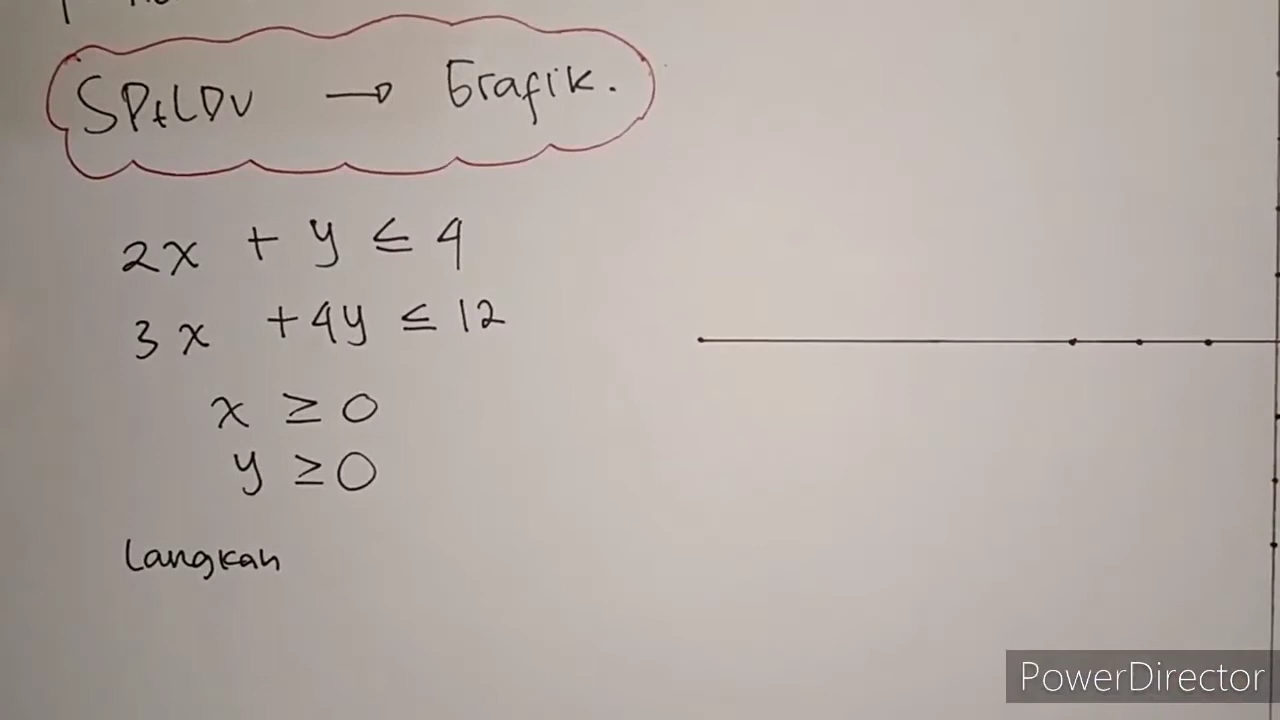 SPtLDV → Grafik.
2x + y ≤ 4
3x + 4y ≤ 12
x ≥ 0
y ≥ 0
Langkah
PowerDirector